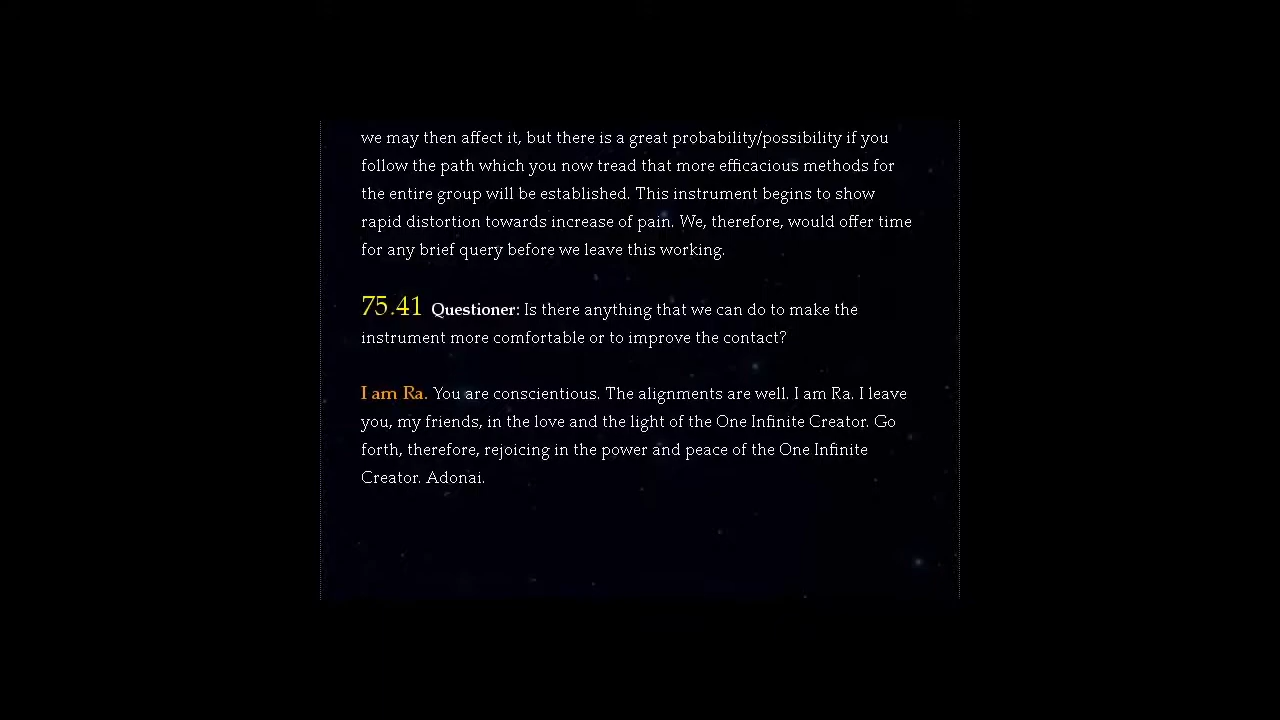 we may then affect it, but there is a great probability/possibility if you
follow the path which you now tread that more efficacious methods for
the entire group will be established. This instrument begins to show
rapid distortion towards increase of pain. We, therefore, would offer time
for any brief query before we leave this working.
75.41 Questioner: Is there anything that we can do to make the
instrument more comfortable or to improve the contact?
I am Ra. You are conscientious. The alignments are well. I am Ra. I leave
you, my friends, in the love and the light of the One Infinite Creator. Go
forth, therefore, rejoicing in the power and peace of the One Infinite
Creator. Adonai.